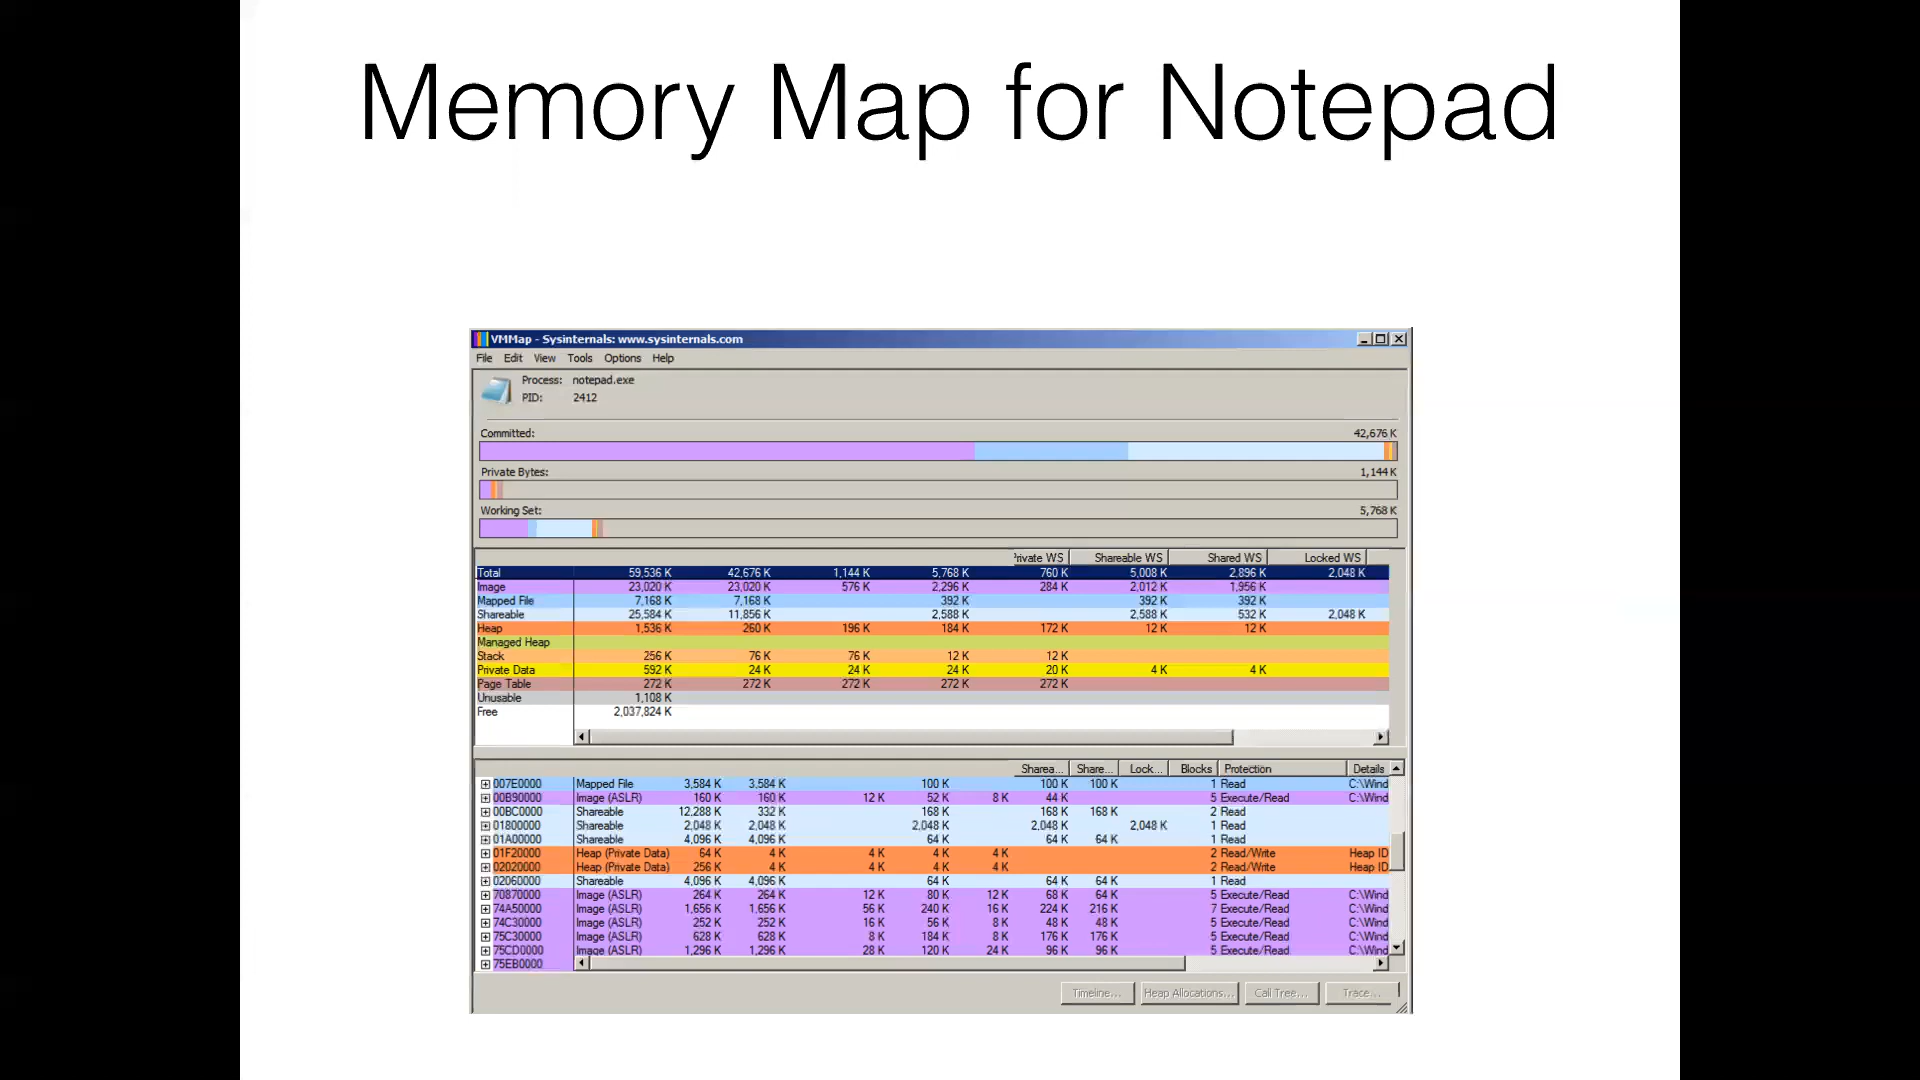 Memory Map for Notepad
VMMap - Sysinternals: www.sysinternals.com
File Edit View Tools Options Help
Process: notepad.exe
PID: 2412
Committed: 42,676 K
Private Bytes: 1,144 K
Working Set: 5,768 K
Private WS Shareable WS Shared WS Locked WS
Total 59,536 K 42,676 K 1,144 K 5,768 K 760 K 5,008 K 2,896 K 2,048 K
Image 23,020 K 23,020 K 576 K 2,296 K 284 K 2,012 K 1,956 K
Mapped File 7,168 K 7,168 K 392 K 392 K 392 K
Shareable 25,584 K 11,856 K 2,588 K 2,588 K 532 K 2,048 K
Heap 1,536 K 260 K 196 K 184 K 172 K 12 K 12 K
Managed Heap
Stack 256 K 76 K 76 K 12 K 12 K
Private Data 592 K 24 K 24 K 24 K 20 K 4 K 4 K
Page Table 272 K 272 K 272 K 272 K 272 K
Unusable 1,108 K
Free 2,037,824 K
Sharea... Share... Lock... Blocks Protection Details
007E0000 Mapped File 3,584 K 3,584 K 100 K 100 K 100 K 1 Read C:\Wind
00B90000 Image (ASLR) 160 K 160 K 12 K 52 K 8 K 44 K 5 Execute/Read C:\Wind
00BC0000 Shareable 12,288 K 332 K 168 K 168 K 168 K 2 Read
01800000 Shareable 2,048 K 2,048 K 2,048 K 2,048 K 2,048 K 1 Read
01A00000 Shareable 4,096 K 4,096 K 64 K 64 K 64 K 1 Read
01F20000 Heap (Private Data) 64 K 4 K 4 K 4 K 4 K 2 Read/Write Heap ID
02020000 Heap (Private Data) 256 K 4 K 4 K 4 K 4 K 2 Read/Write Heap ID
02060000 Shareable 4,096 K 4,096 K 64 K 64 K 64 K 1 Read
70870000 Image (ASLR) 264 K 264 K 12 K 80 K 12 K 68 K 64 K 5 Execute/Read C:\Wind
74A50000 Image (ASLR) 1,656 K 1,656 K 56 K 240 K 16 K 224 K 216 K 7 Execute/Read C:\Wind
74C30000 Image (ASLR) 252 K 252 K 16 K 56 K 8 K 48 K 48 K 5 Execute/Read C:\Wind
75C30000 Image (ASLR) 628 K 628 K 8 K 184 K 8 K 176 K 176 K 5 Execute/Read C:\Wind
75CD0000 Image (ASLR) 1,296 K 1,296 K 28 K 120 K 24 K 96 K 96 K 5 Execute/Read C:\Wind
75EB0000
Timeline... Heap Allocations... Call Tree... Trace...